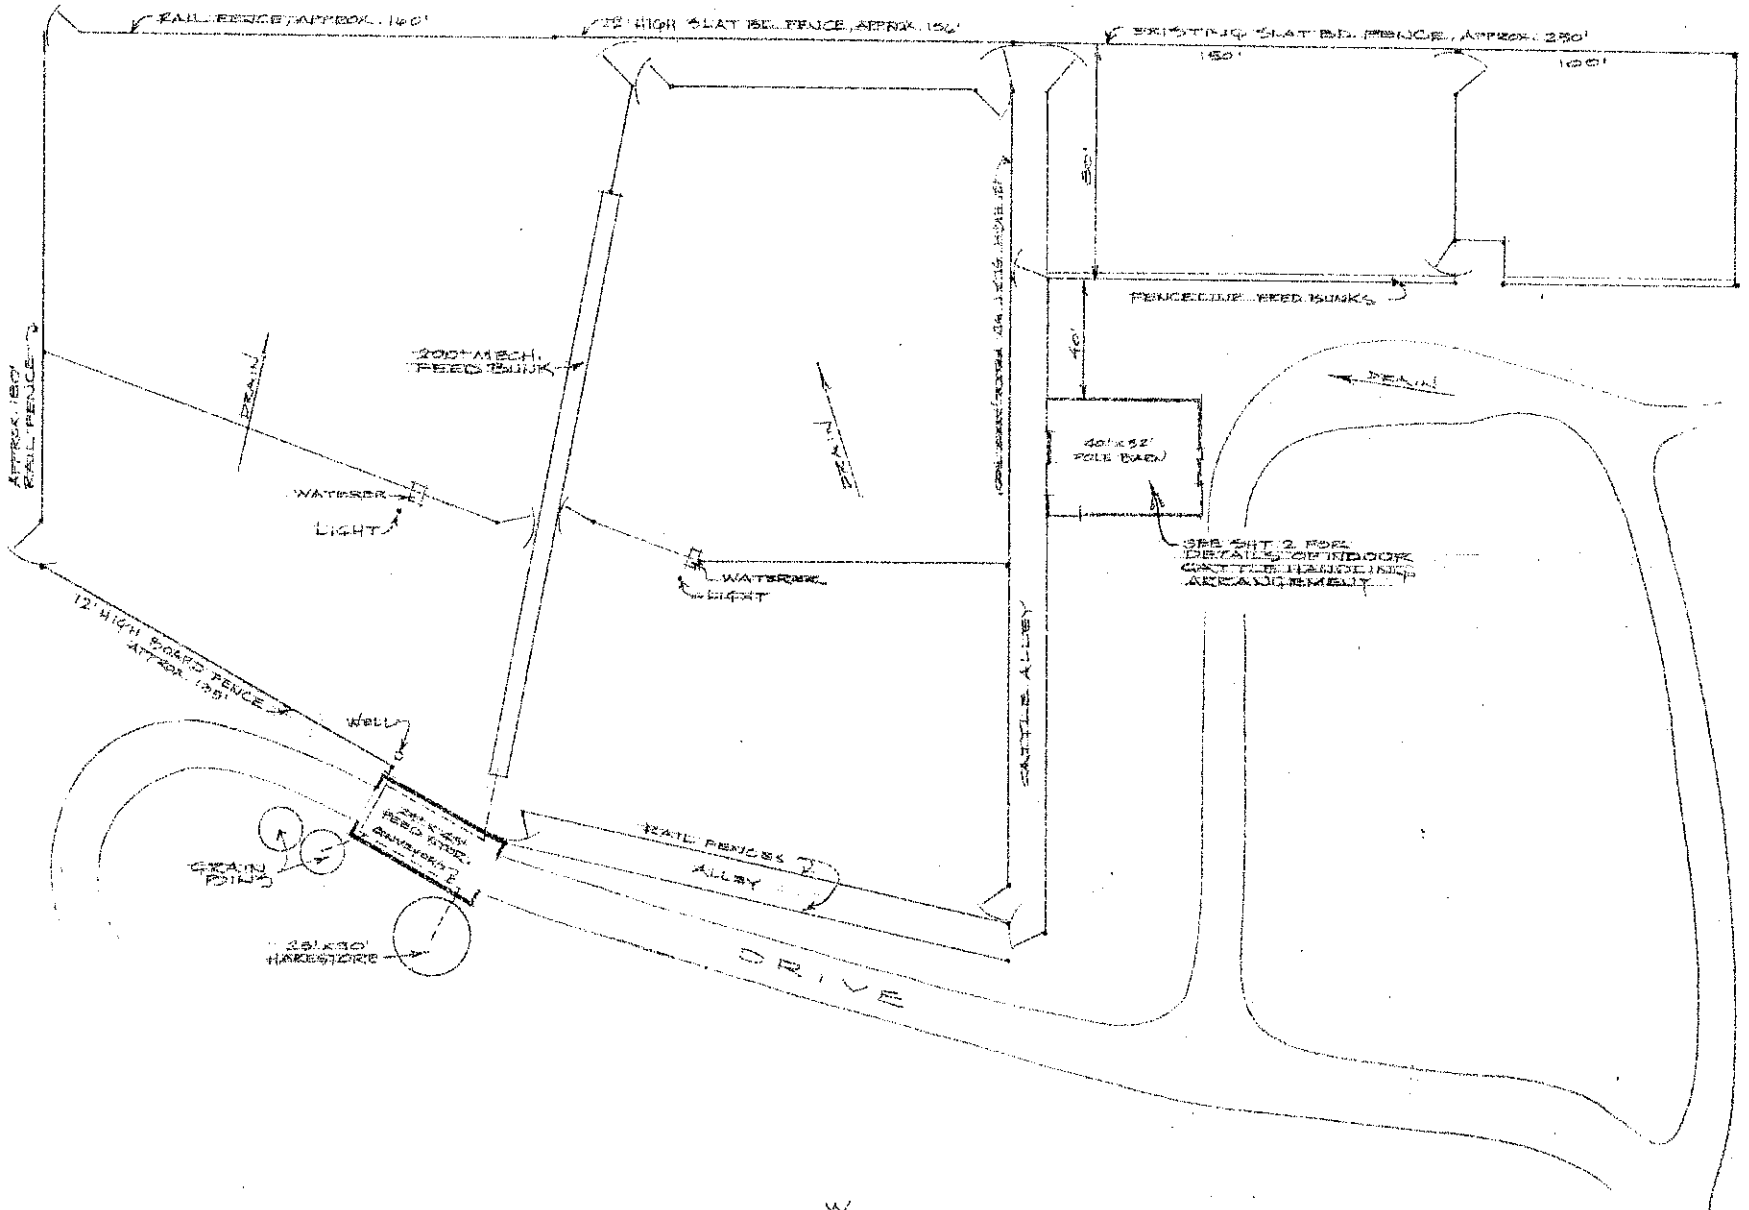 RAIL FENCE, APPROX. 160'
12' HIGH SLAT BD. FENCE, APPROX. 156'
EXISTING SLAT BD. FENCE, APPROX. 250'
150'
100'
80'
FENCELINE FEED BUNKS
40'
200' MECH.
FEED BUNK
DRAIN
DRAIN
DRAIN
APPROX. 180'
RAIL FENCE
40' x 52'
POLE BARN
WATERER
LIGHT
SEE SHT 2 FOR
DETAILS OF INDOOR
CATTLE HANDLING
ARRANGEMENT
WATERER
LIGHT
12' HIGH BOARD FENCE
APPROX.
CATTLE ALLEY
WELL
FEED STOR.
RAIL FENCES
ALLEY
GRAIN
BINS
HARVESTORE
DRIVE
W